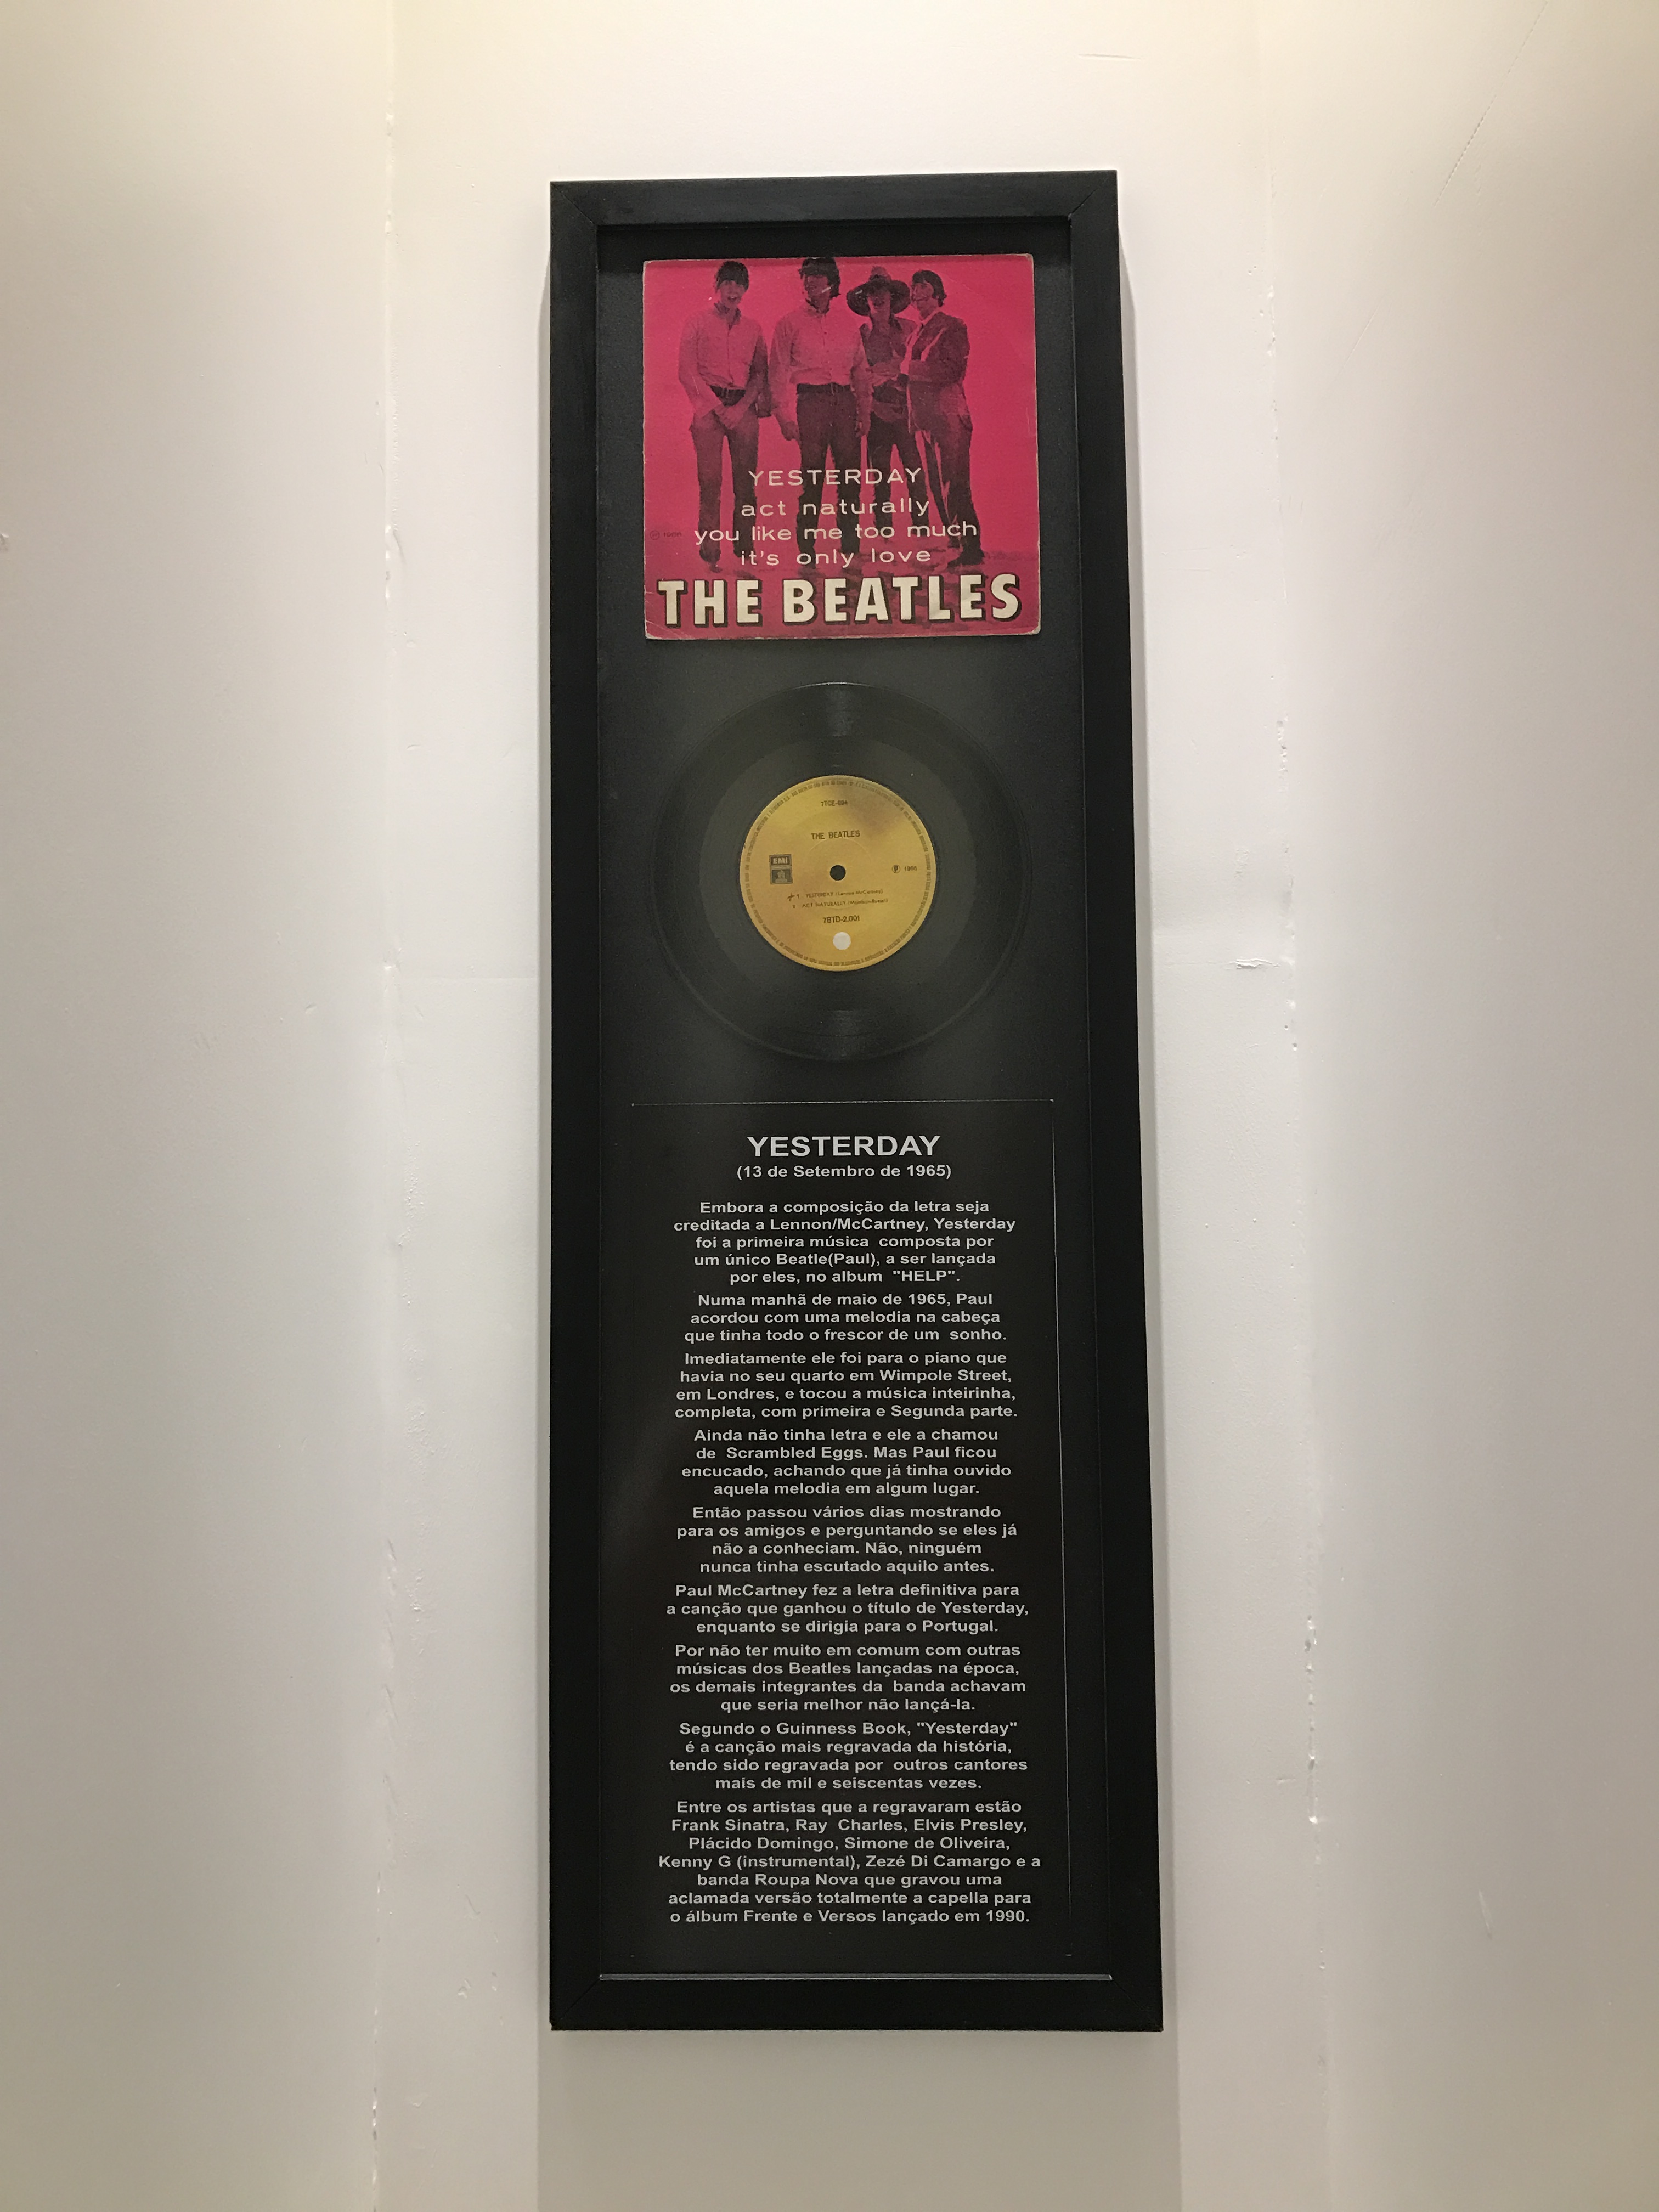 YESTERDAY
act naturally
you like me too much
it's only love
THE BEATLES
THE BEATLES
EMI
1 YESTERDAY (Lennon-McCartney)
ACT NATURALLY
7BTD-2.001
YESTERDAY
(13 de Setembro de 1965)
Embora a composição da letra seja
creditada a Lennon/McCartney, Yesterday
foi a primeira música composta por
um único Beatle(Paul), a ser lançada
por eles, no album "HELP".
Numa manhã de maio de 1965, Paul
acordou com uma melodia na cabeça
que tinha todo o frescor de um sonho.
Imediatamente ele foi para o piano que
havia no seu quarto em Wimpole Street,
em Londres, e tocou a música inteirinha,
completa, com primeira e Segunda parte.
Ainda não tinha letra e ele a chamou
de Scrambled Eggs. Mas Paul ficou
encucado, achando que já tinha ouvido
aquela melodia em algum lugar.
Então passou vários dias mostrando
para os amigos e perguntando se eles já
não a conheciam. Não, ninguém
nunca tinha escutado aquilo antes.
Paul McCartney fez a letra definitiva para
a canção que ganhou o título de Yesterday,
enquanto se dirigia para o Portugal.
Por não ter muito em comum com outras
músicas dos Beatles lançadas na época,
os demais integrantes da banda achavam
que seria melhor não lançá-la.
Segundo o Guinness Book, "Yesterday"
é a canção mais regravada da história,
tendo sido regravada por outros cantores
mais de mil e seiscentas vezes.
Entre os artistas que a regravaram estão
Frank Sinatra, Ray Charles, Elvis Presley,
Plácido Domingo, Simone de Oliveira,
Kenny G (instrumental), Zezé Di Camargo e a
banda Roupa Nova que gravou uma
aclamada versão totalmente a capella para
o álbum Frente e Versos lançado em 1990.